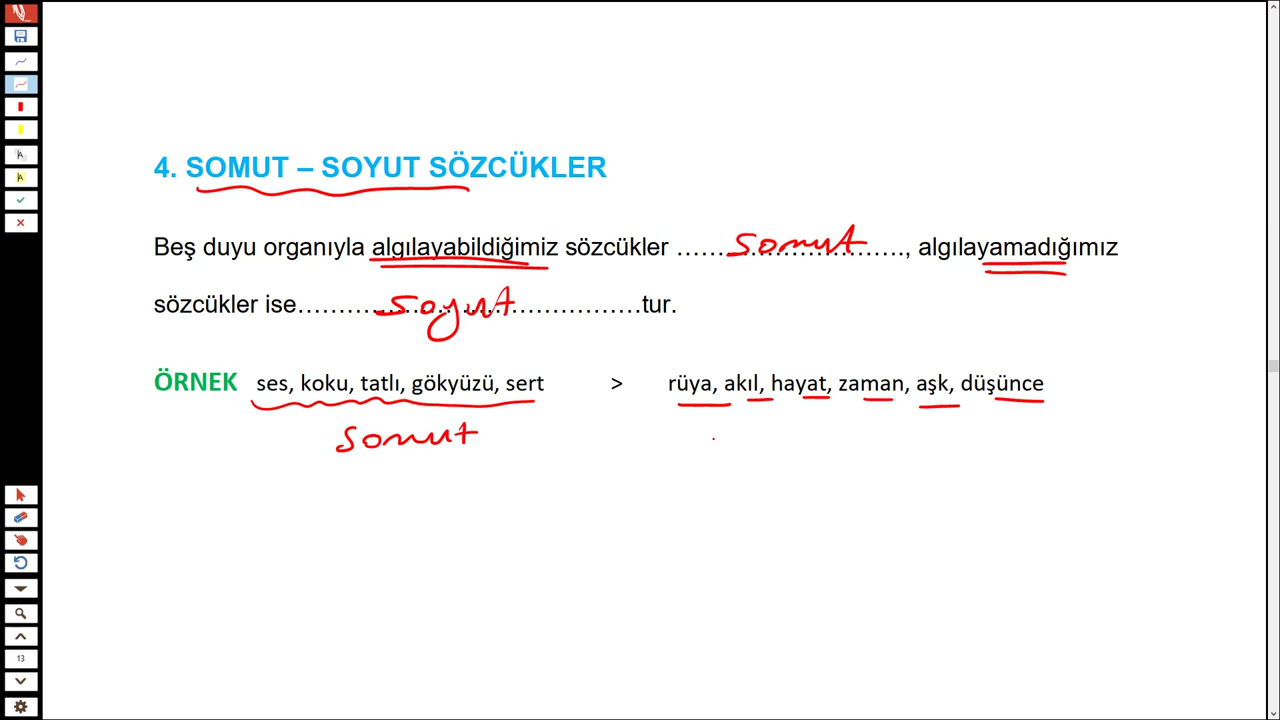 4. SOMUT – SOYUT SÖZCÜKLER
Beş duyu organıyla algılayabildiğimiz sözcükler ……somut……, algılayamadığımız
sözcükler ise……soyut……tur.
ÖRNEK ses, koku, tatlı, gökyüzü, sert > rüya, akıl, hayat, zaman, aşk, düşünce
somut
13